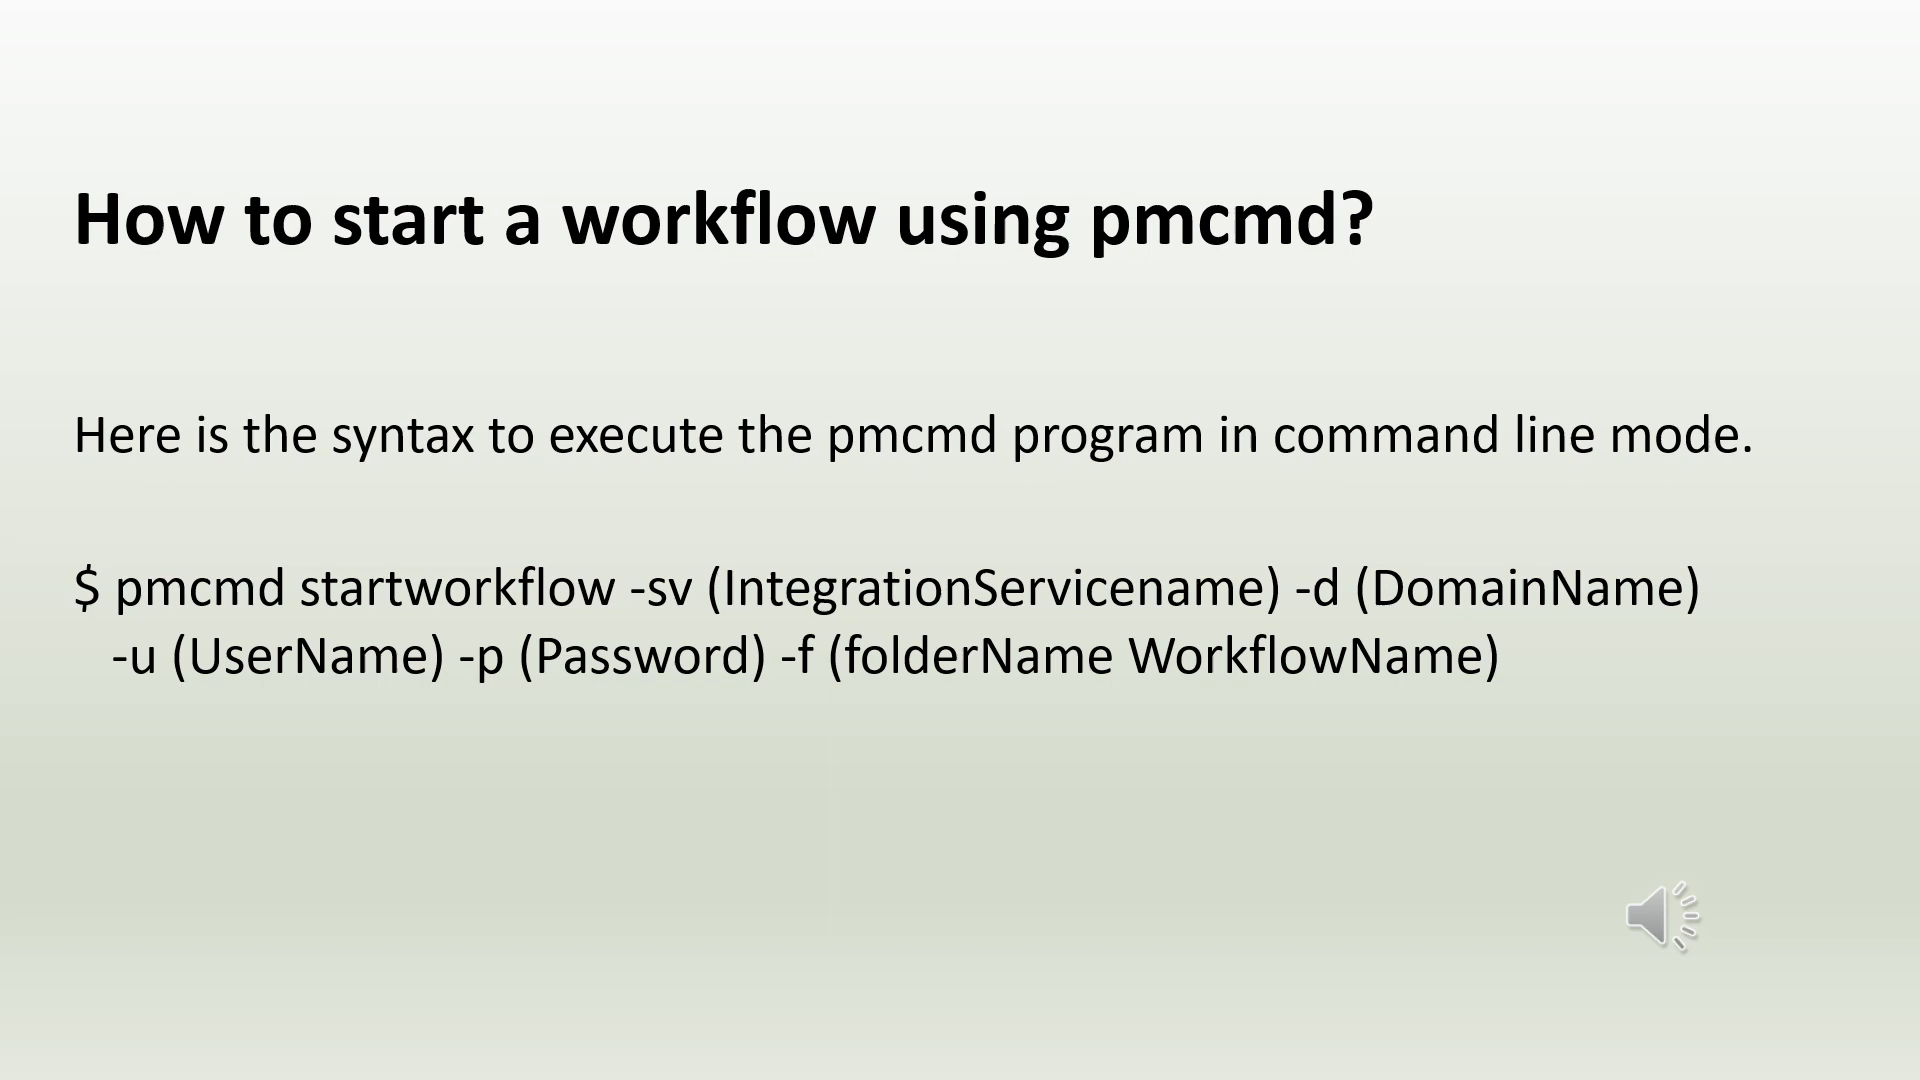 How to start a workflow using pmcmd?
Here is the syntax to execute the pmcmd program in command line mode.
$ pmcmd startworkflow -sv (IntegrationServicename) -d (DomainName)
-u (UserName) -p (Password) -f (folderName WorkflowName)